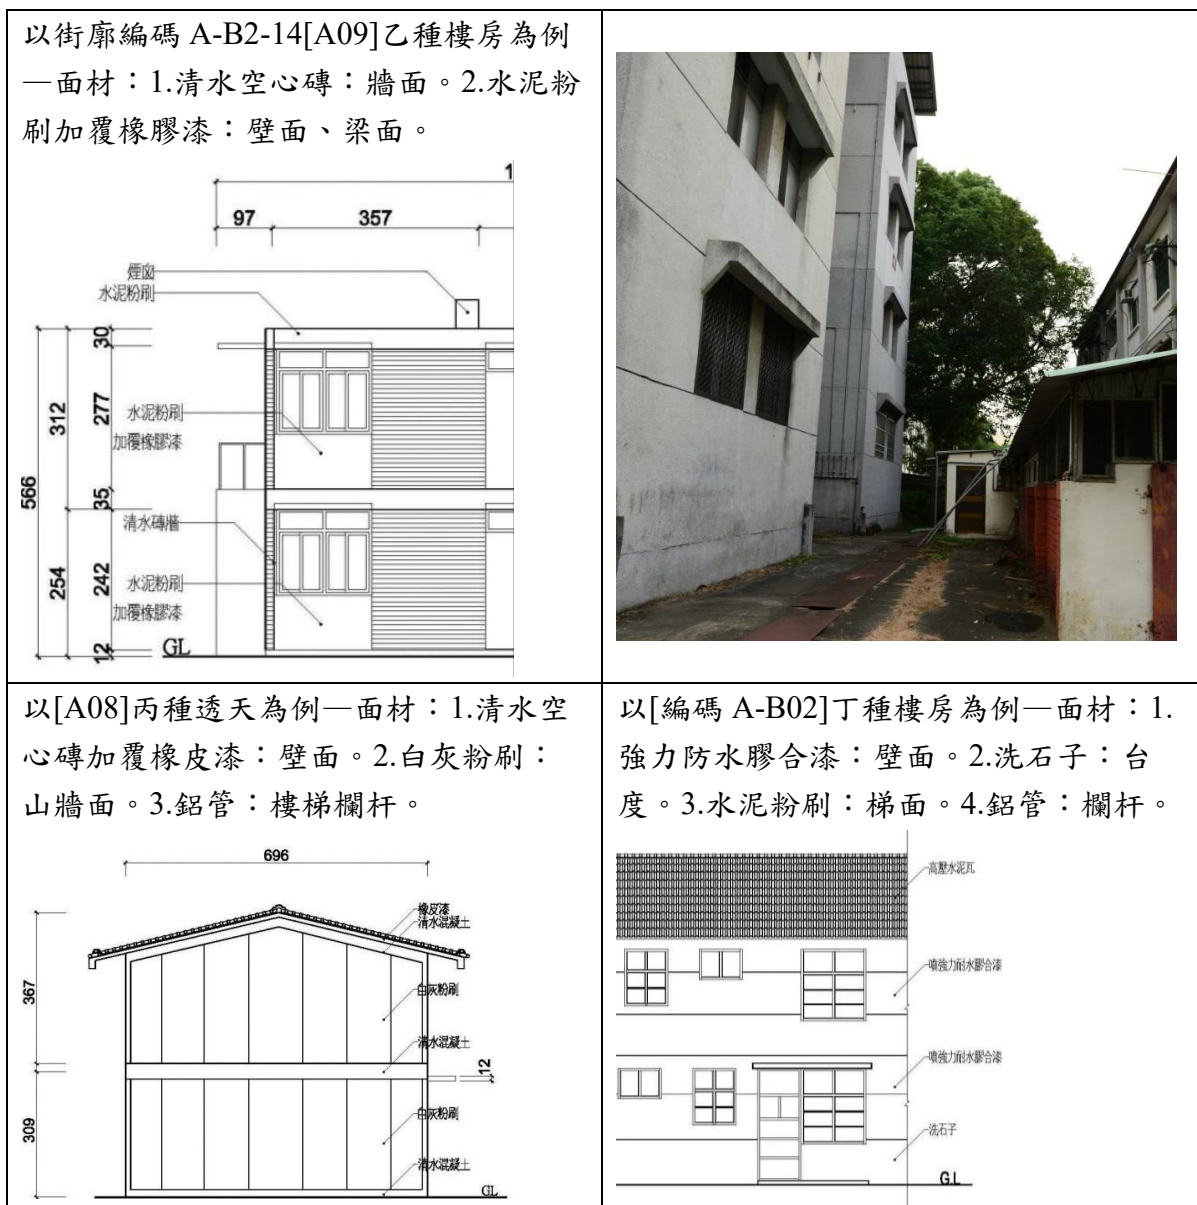 以街廓編碼 A-B2-14[A09]乙種樓房為例
—面材：1.清水空心磚：牆面。2.水泥粉
刷加覆橡膠漆：壁面、梁面。
1
97
357
煙囪
水泥粉刷
30
312
277
水泥粉刷
加覆橡膠漆
566
35
清水磚牆
254
242
水泥粉刷
加覆橡膠漆
12
GL
以[A08]丙種透天為例—面材：1.清水空
心磚加覆橡皮漆：壁面。2.白灰粉刷：
山牆面。3.鋁管：樓梯欄杆。
696
橡皮漆
清水混凝土
367
白灰粉刷
清水混凝土
12
309
白灰粉刷
清水混凝土
GL
以[編碼 A-B02]丁種樓房為例—面材：1.
強力防水膠合漆：壁面。2.洗石子：台
度。3.水泥粉刷：梯面。4.鋁管：欄杆。
高壓水泥瓦
噴強力耐水膠合漆
噴強力耐水膠合漆
洗石子
G.L